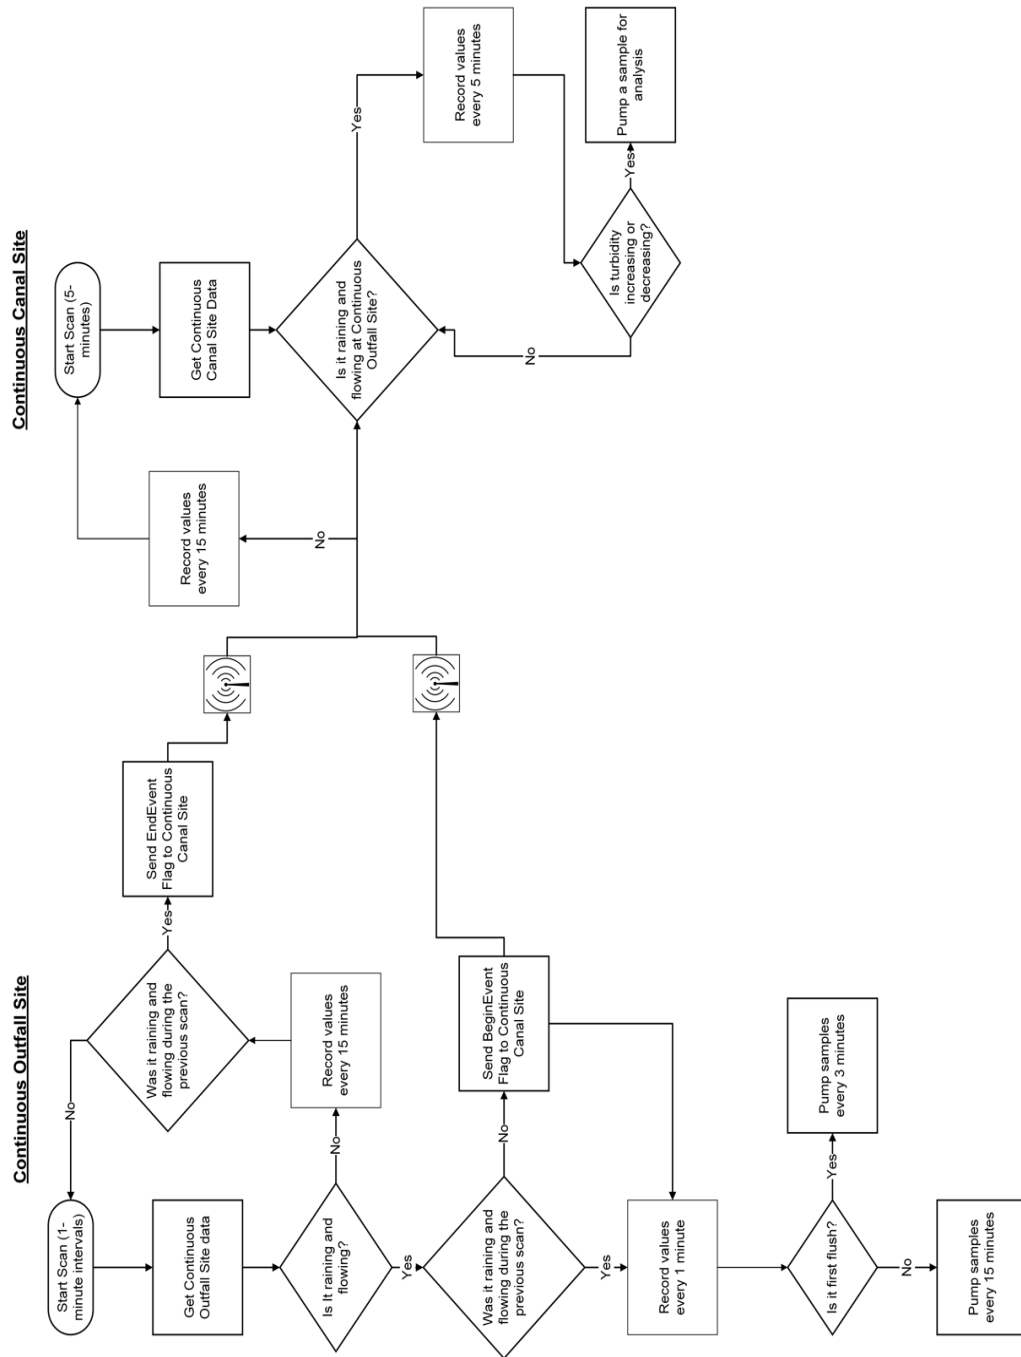 Continuous Outfall Site
Start Scan (1-
minute intervals)
Get Continuous
Outfall Site data
Is It raining and
flowing?
No
Record values
every 15 minutes
Was it raining and
flowing during the
previous scan?
No
Yes
Send EndEvent
Flag to Continuous
Canal Site
Yes
Was it raining and
flowing during the
previous scan?
No
Send BeginEvent
Flag to Continuous
Canal Site
Yes
Record values
every 1 minute
Is it first flush?
Yes
Pump samples
every 3 minutes
No
Pump samples
every 15 minutes
Continuous Canal Site
Start Scan (5-
minutes)
Get Continuous
Canal Site Data
Is it raining and
flowing at Continuous
Outfall Site?
No
Record values
every 15 minutes
Yes
Record values
every 5 minutes
Is turbidity
increasing or
decreasing?
No
Yes
Pump a sample for
analysis